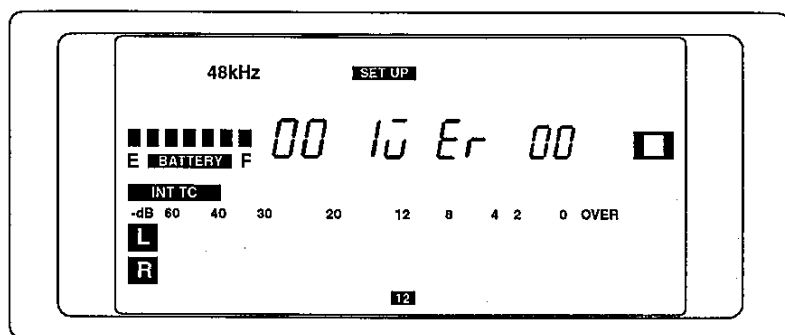 48kHz SET UP
00 1ū Er 00
E BATTERY F
INT TC
-dB 60 40 30 20 12 8 4 2 0 OVER
L
R
12